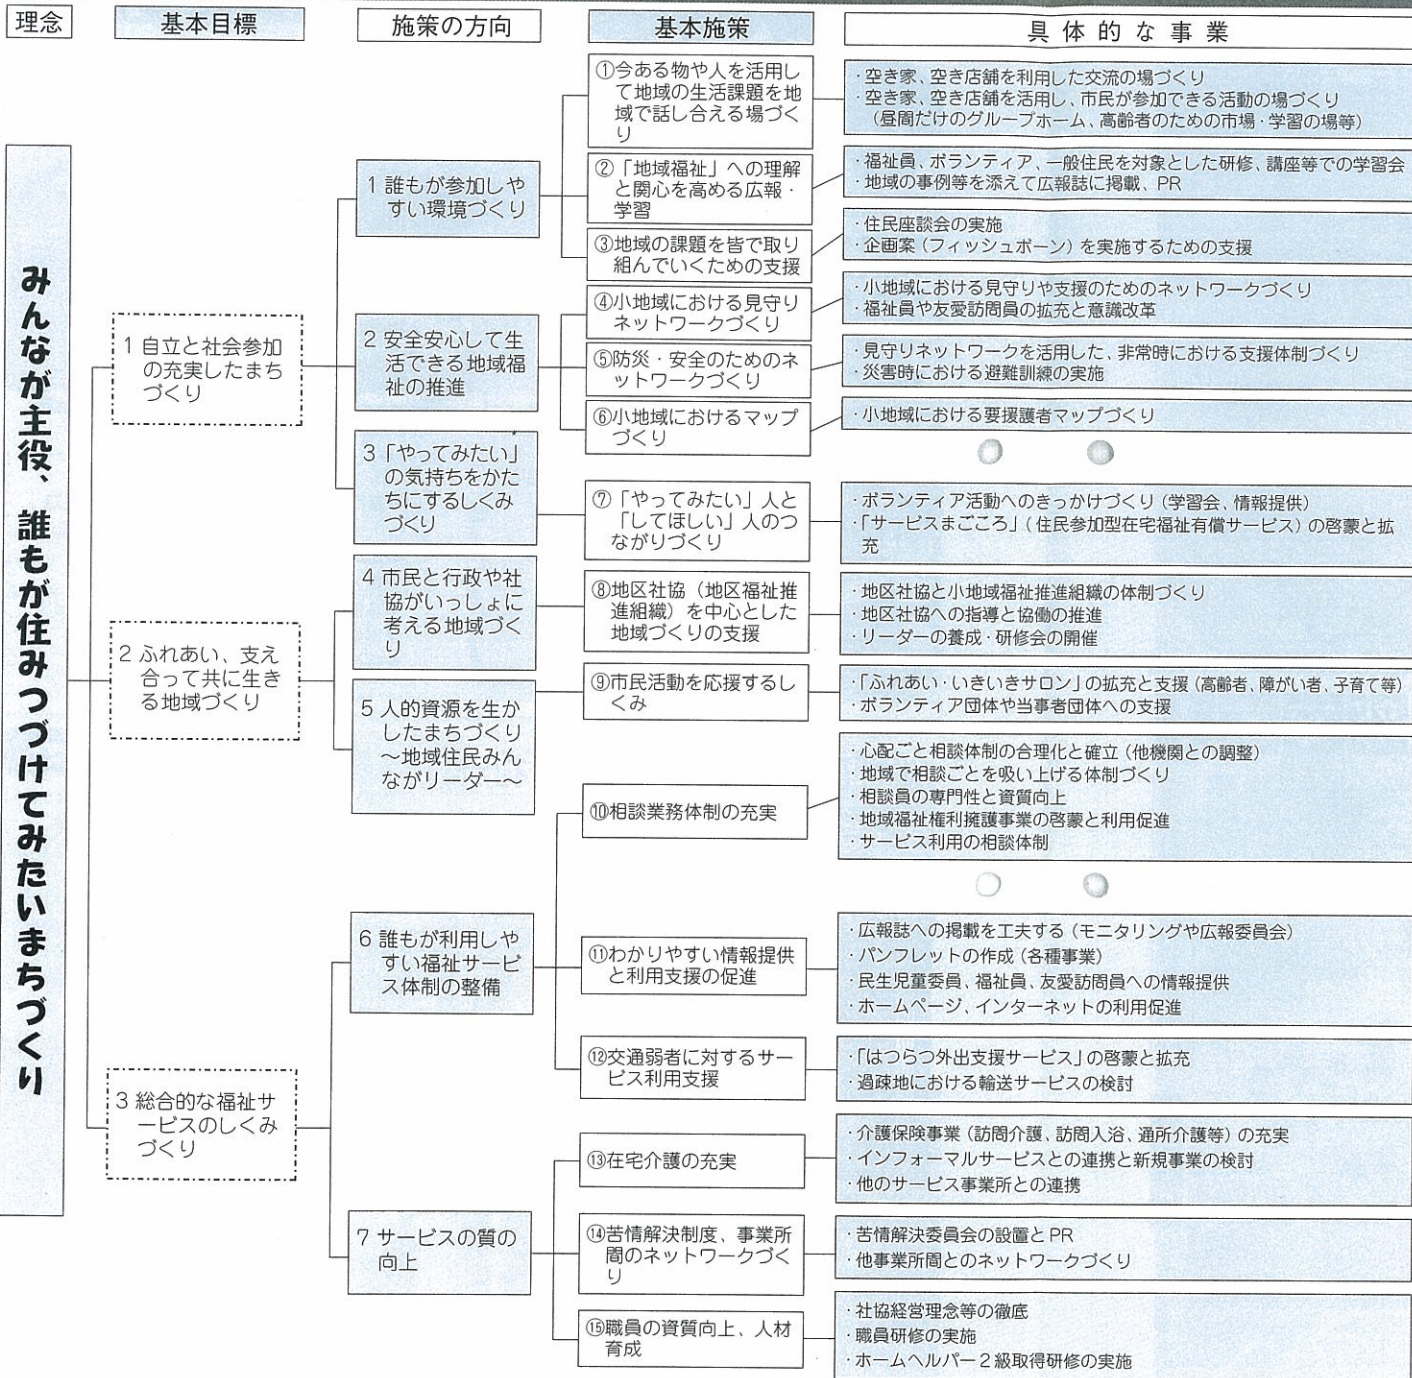 理念
基本目標
施策の方向
基本施策
具体的な事業
みんなが主役、誰もが住みつづけてみたいまちづくり
1 自立と社会参加
の充実したまち
づくり
2 ふれあい、支え
合って共に生き
る地域づくり
3 総合的な福祉サ
ービスのしくみ
づくり
1 誰もが参加しや
すい環境づくり
2 安全安心して生
活できる地域福
祉の推進
3「やってみたい」
の気持ちをかた
ちにするしくみ
づくり
4 市民と行政や社
協がいっしょに
考える地域づく
り
5 人的資源を生か
したまちづくり
～地域住民みん
ながリーダー～
6 誰もが利用しや
すい福祉サービ
ス体制の整備
7 サービスの質の
向上
①今ある物や人を活用し
て地域の生活課題を地
域で話し合える場づく
り
②「地域福祉」への理解
と関心を高める広報・
学習
③地域の課題を皆で取り
組んでいくための支援
④小地域における見守り
ネットワークづくり
⑤防災・安全のためのネ
ットワークづくり
⑥小地域におけるマップ
づくり
⑦「やってみたい」人と
「してほしい」人のつ
ながりづくり
⑧地区社協（地区福祉推
進組織）を中心とした
地域づくりの支援
⑨市民活動を応援するし
くみ
⑩相談業務体制の充実
⑪わかりやすい情報提供
と利用支援の促進
⑫交通弱者に対するサー
ビス利用支援
⑬在宅介護の充実
⑭苦情解決制度、事業所
間のネットワークづく
り
⑮職員の資質向上、人材
育成
・空き家、空き店舗を利用した交流の場づくり
・空き家、空き店舗を活用し、市民が参加できる活動の場づくり
（昼間だけのグループホーム、高齢者のための市場・学習の場等）
・福祉員、ボランティア、一般住民を対象とした研修、講座等での学習会
・地域の事例等を添えて広報誌に掲載、PR
・住民座談会の実施
・企画案（フィッシュボーン）を実施するための支援
・小地域における見守りや支援のためのネットワークづくり
・福祉員や友愛訪問員の拡充と意識改革
・見守りネットワークを活用した、非常時における支援体制づくり
・災害時における避難訓練の実施
・小地域における要援護者マップづくり
・ボランティア活動へのきっかけづくり（学習会、情報提供）
・「サービスまごころ」（住民参加型在宅福祉有償サービス）の啓蒙と拡
充
・地区社協と小地域福祉推進組織の体制づくり
・地区社協への指導と協働の推進
・リーダーの養成・研修会の開催
・「ふれあい・いきいきサロン」の拡充と支援（高齢者、障がい者、子育て等）
・ボランティア団体や当事者団体への支援
・心配ごと相談体制の合理化と確立（他機関との調整）
・地域で相談ごとを吸い上げる体制づくり
・相談員の専門性と資質向上
・地域福祉権利擁護事業の啓蒙と利用促進
・サービス利用の相談体制
・広報誌への掲載を工夫する（モニタリングや広報委員会）
・パンフレットの作成（各種事業）
・民生児童委員、福祉員、友愛訪問員への情報提供
・ホームページ、インターネットの利用促進
・「はつらつ外出支援サービス」の啓蒙と拡充
・過疎地における輸送サービスの検討
・介護保険事業（訪問介護、訪問入浴、通所介護等）の充実
・インフォーマルサービスとの連携と新規事業の検討
・他のサービス事業所との連携
・苦情解決委員会の設置とPR
・他事業所間とのネットワークづくり
・社協経営理念等の徹底
・職員研修の実施
・ホームヘルパー2級取得研修の実施